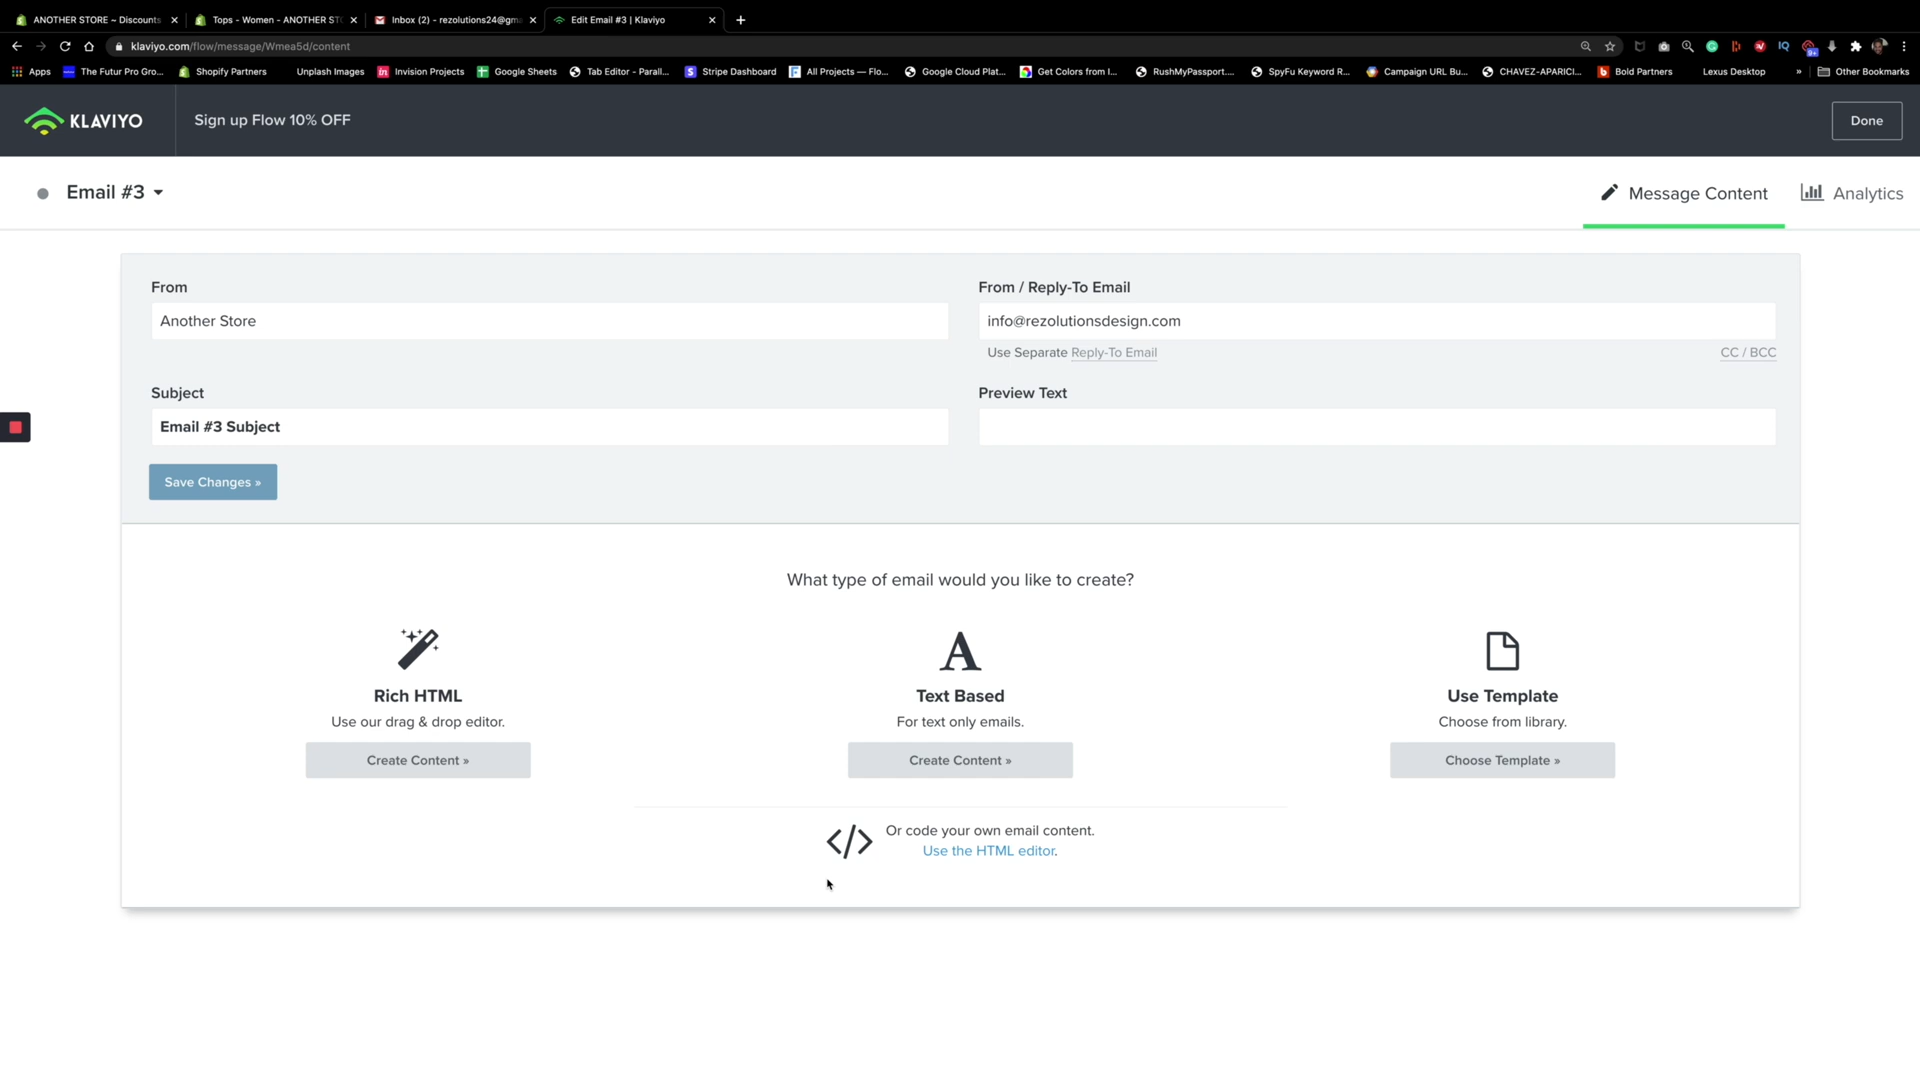 ANOTHER STORE ~ Discounts
Tops - Women - ANOTHER ST
Inbox (2) - rezolutions24@gm
Edit Email #3 | Klaviyo
klaviyo.com/flow/message/Wmea5d/content
Apps
The Futur Pro Gro...
Shopify Partners
Unplash Images
in
Invision Projects
Google Sheets
Tab Editor - Parall...
S
Stripe Dashboard
All Projects — Flo...
Google Cloud Plat...
Get Colors from I...
RushMyPassport....
SpyFu Keyword R...
Campaign URL Bu...
CHAVEZ-APARICI...
b
Bold Partners
Lexus Desktop
»
Other Bookmarks
IQ
9+
KLAVIYO
Sign up Flow 10% OFF
Done
Email #3
Message Content
Analytics
From
From / Reply-To Email
Another Store
info@rezolutionsdesign.com
Use Separate Reply-To Email
CC / BCC
Subject
Preview Text
Email #3 Subject
Save Changes »
What type of email would you like to create?
A
Rich HTML
Text Based
Use Template
Use our drag & drop editor.
For text only emails.
Choose from library.
Create Content »
Create Content »
Choose Template »
</>
Or code your own email content.
Use the HTML editor.